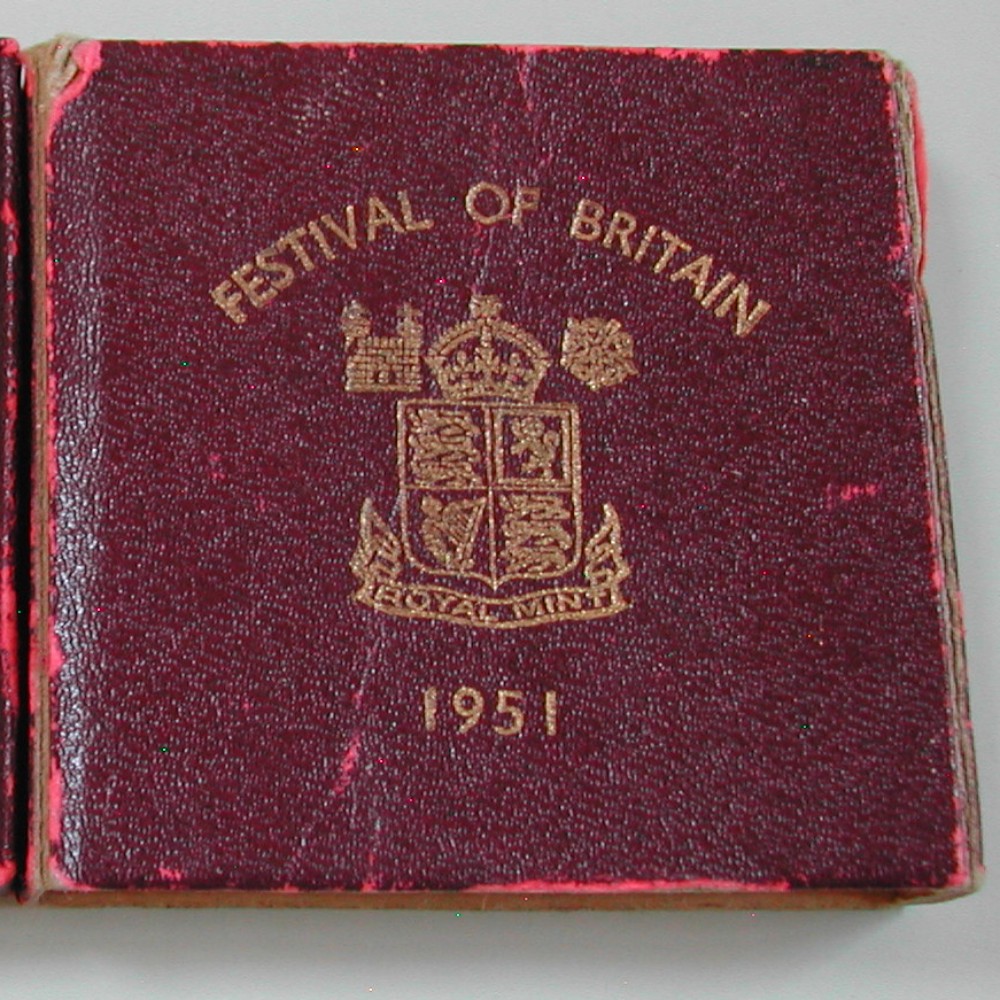 FESTIVAL OF BRITAIN
ROYAL MINT
1951